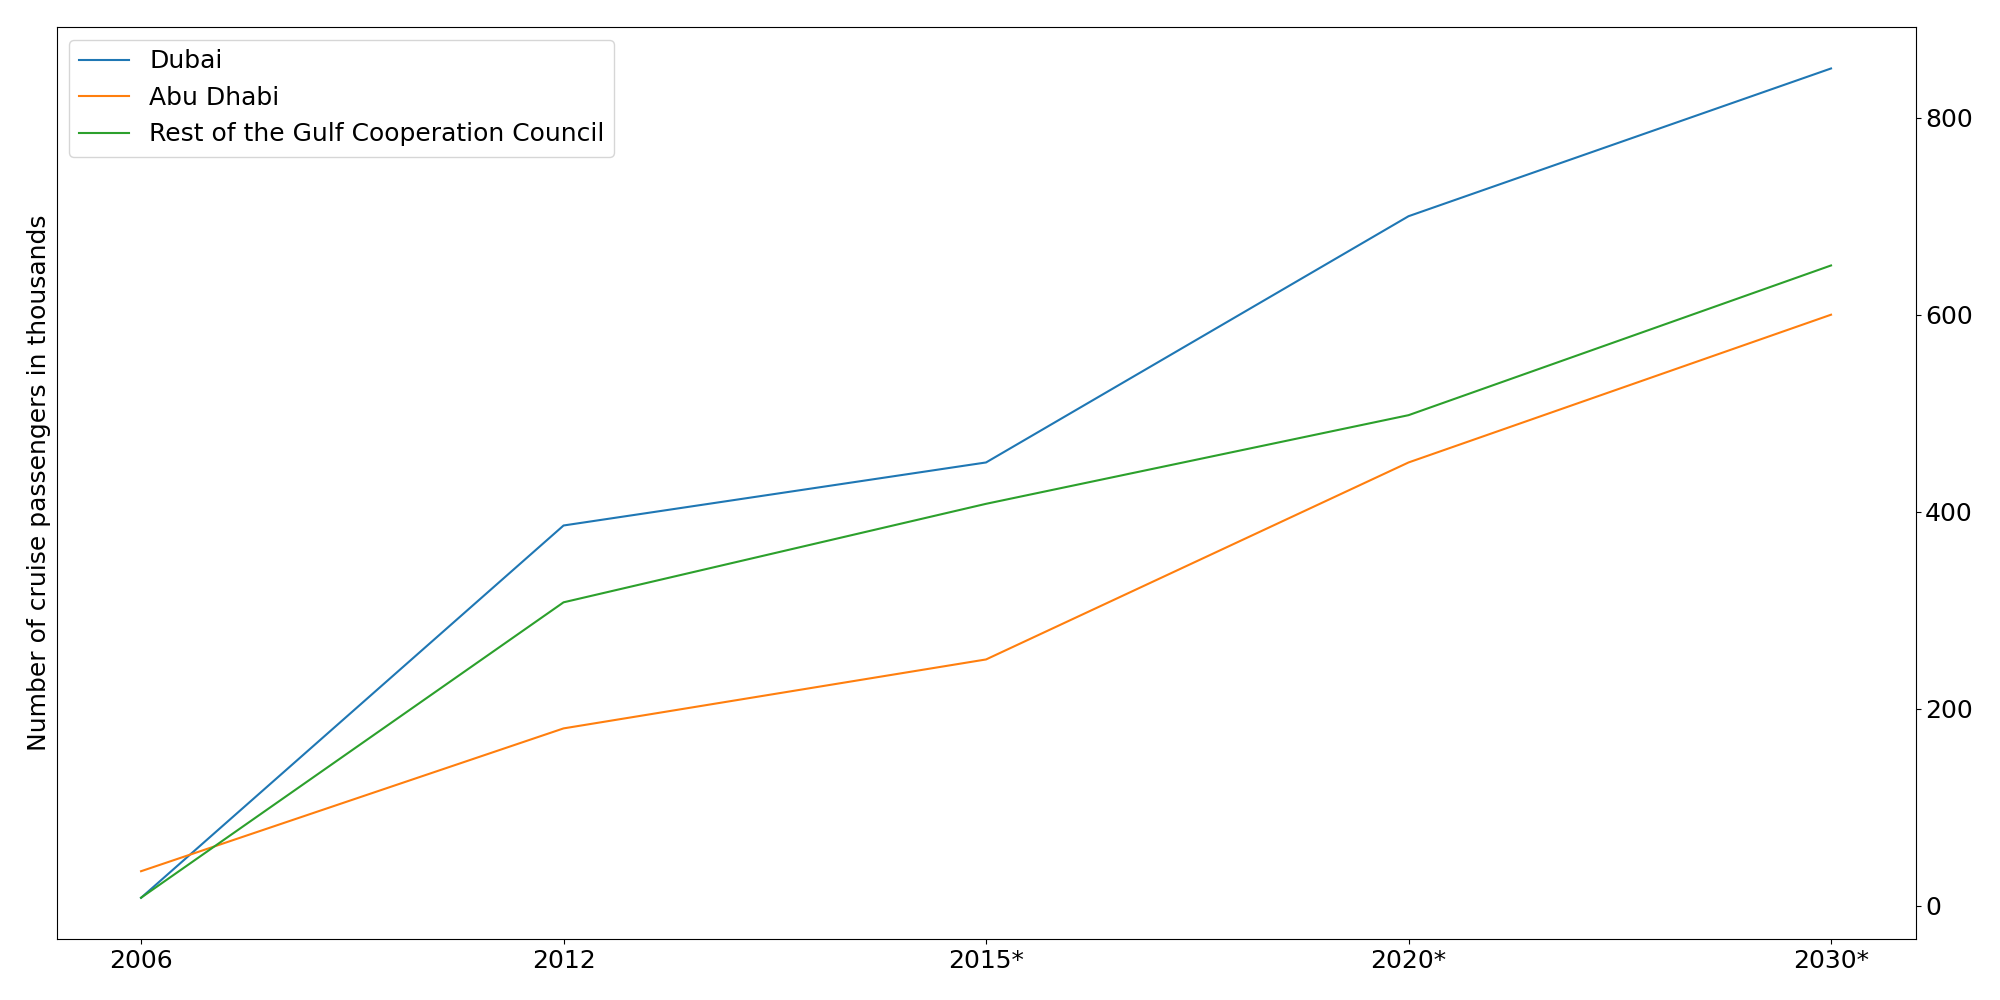 Dubai
Abu Dhabi
Rest of the Gulf Cooperation Council
Number of cruise passengers in thousands
800
600
400
200
0
2006
2012
2015*
2020*
2030*